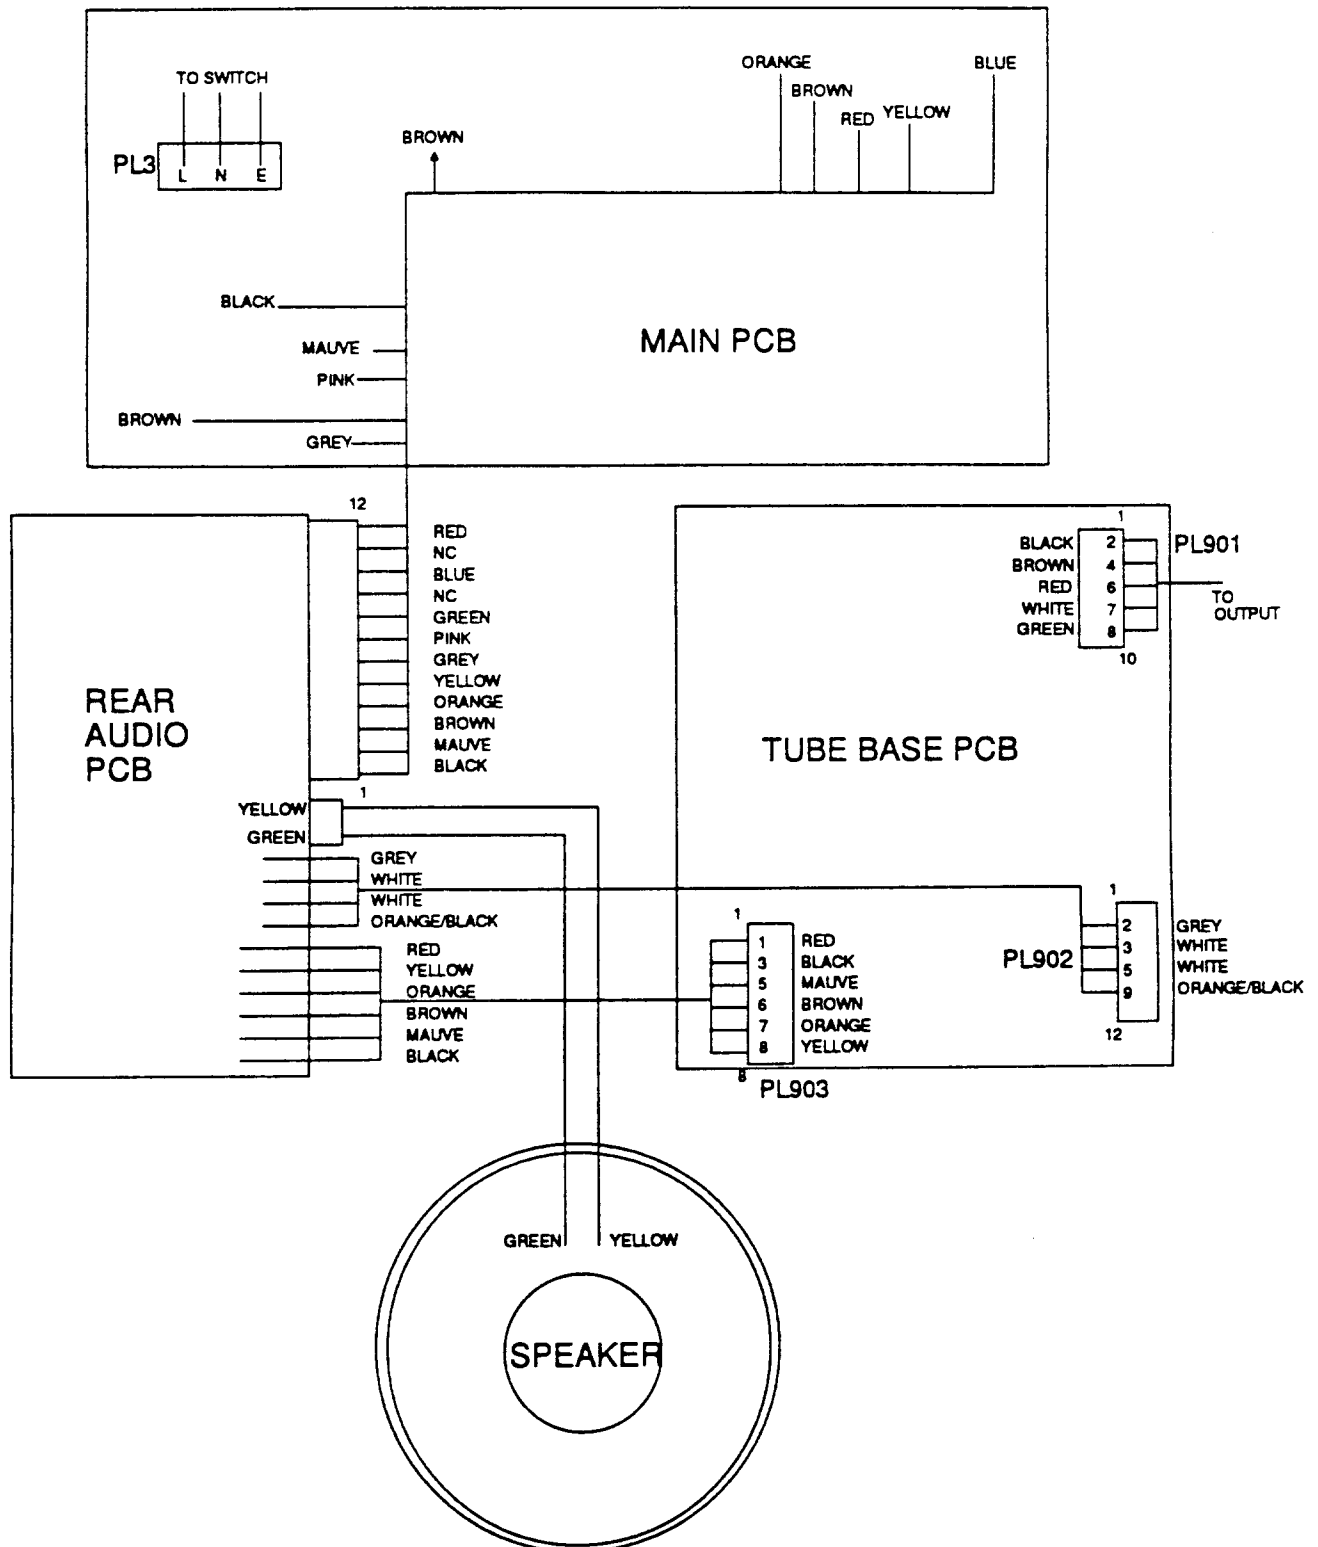 TO SWITCH
PL3
L N E
BROWN
ORANGE
BROWN
RED
YELLOW
BLUE
BLACK
MAUVE
PINK
BROWN
GREY
MAIN PCB
REAR
AUDIO
PCB
12
RED
NC
BLUE
NC
GREEN
PINK
GREY
YELLOW
ORANGE
BROWN
MAUVE
BLACK
1
YELLOW
GREEN
GREY
WHITE
WHITE
ORANGE/BLACK
RED
YELLOW
ORANGE
BROWN
MAUVE
BLACK
TUBE BASE PCB
1
BLACK 2
BROWN 4
RED 6
WHITE 7
GREEN 8
10
PL901
TO
OUTPUT
1
PL902
2 GREY
3 WHITE
5 WHITE
9 ORANGE/BLACK
12
1
1 RED
3 BLACK
5 MAUVE
6 BROWN
7 ORANGE
8 YELLOW
8
PL903
GREEN
YELLOW
SPEAKER